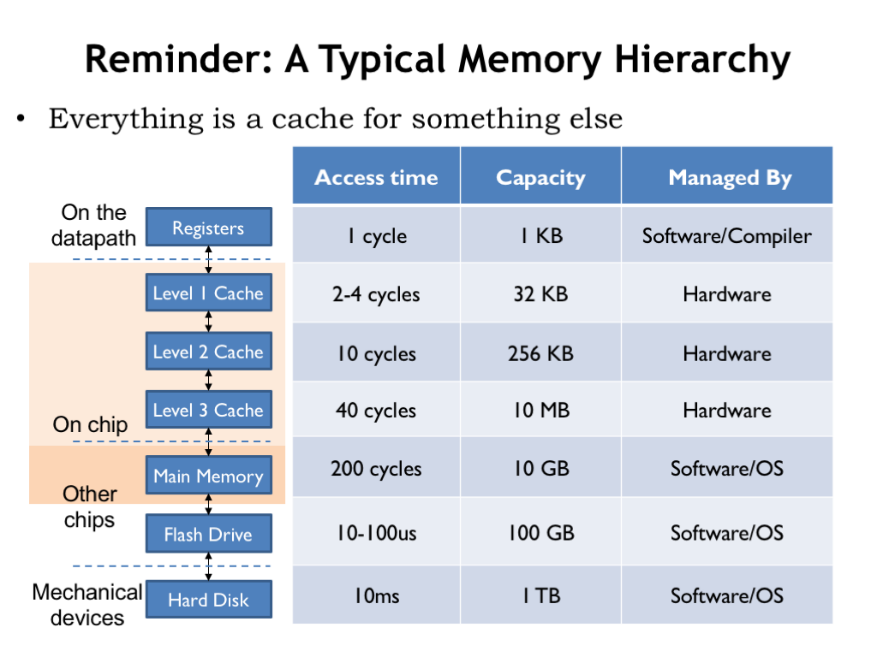 Reminder: A Typical Memory Hierarchy
• Everything is a cache for something else
Access time Capacity Managed By
On the
datapath
Registers 1 cycle 1 KB Software/Compiler
Level 1 Cache 2-4 cycles 32 KB Hardware
Level 2 Cache 10 cycles 256 KB Hardware
Level 3 Cache 40 cycles 10 MB Hardware
On chip
Main Memory 200 cycles 10 GB Software/OS
Other
chips
Flash Drive 10-100us 100 GB Software/OS
Mechanical
devices
Hard Disk 10ms 1 TB Software/OS